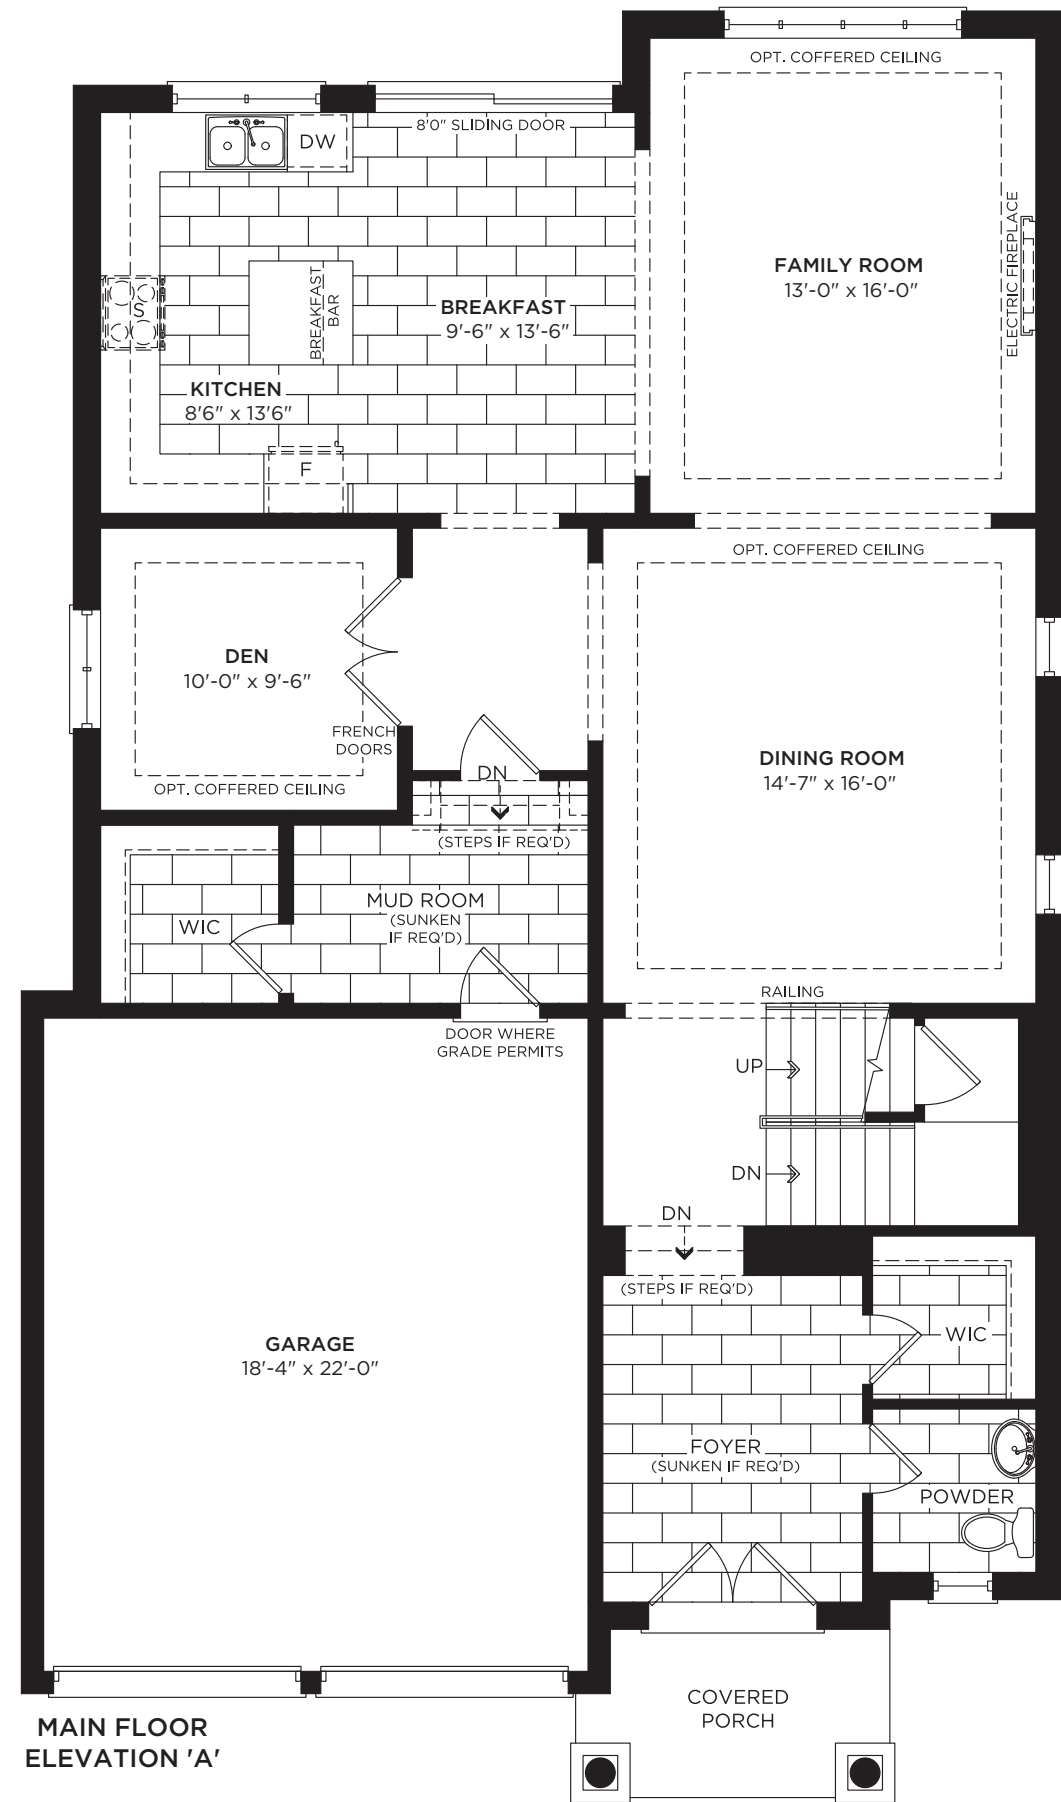 OPT. COFFERED CEILING
8'0" SLIDING DOOR
DW
ELECTRIC FIREPLACE
FAMILY ROOM
13'-0" x 16'-0"
S
BREAKFAST
BAR
BREAKFAST
9'-6" x 13'-6"
KITCHEN
8'6" x 13'6"
F
OPT. COFFERED CEILING
DEN
10'-0" x 9'-6"
FRENCH
DOORS
OPT. COFFERED CEILING
DINING ROOM
14'-7" x 16'-0"
DN
(STEPS IF REQ'D)
MUD ROOM
(SUNKEN
IF REQ'D)
WIC
RAILING
DOOR WHERE
GRADE PERMITS
UP
DN
DN
(STEPS IF REQ'D)
WIC
GARAGE
18'-4" x 22'-0"
FOYER
(SUNKEN IF REQ'D)
POWDER
COVERED
PORCH
MAIN FLOOR
ELEVATION 'A'